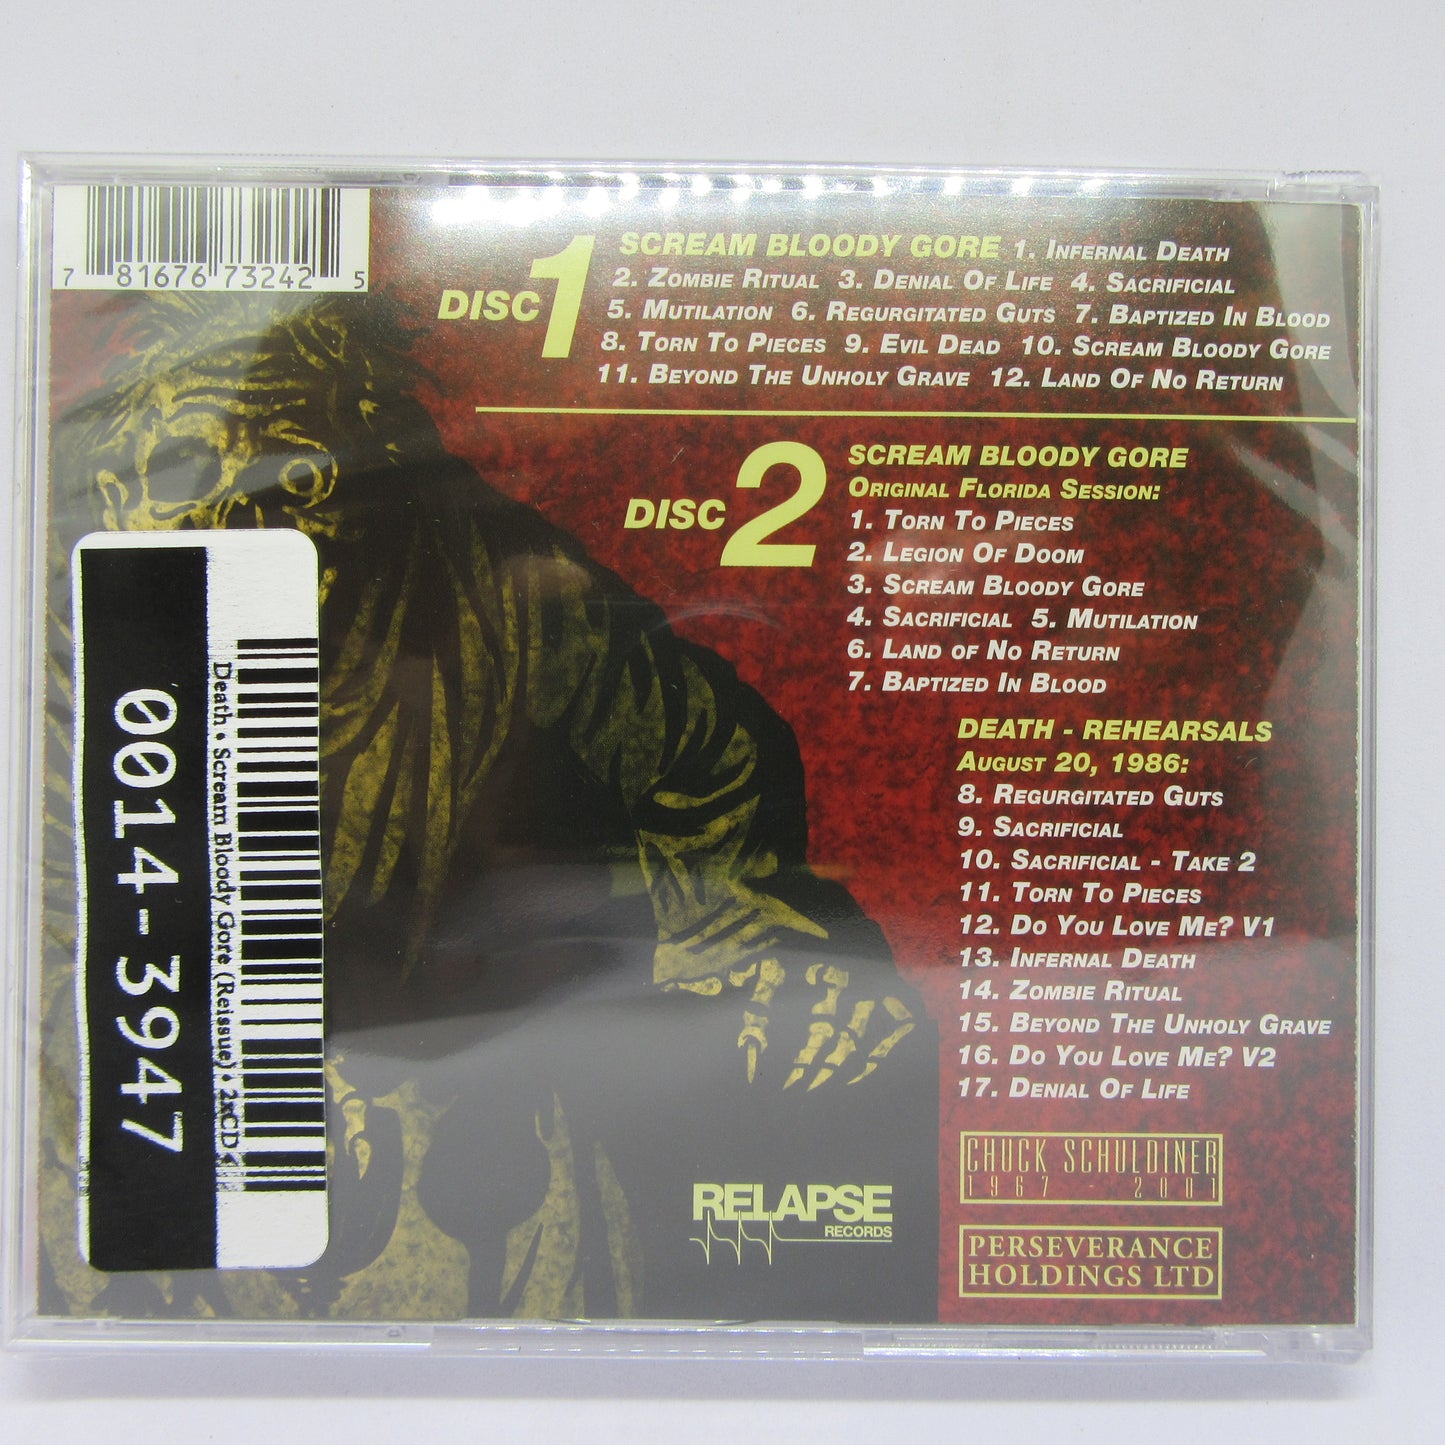 7 81676 73242 5
DISC 1
SCREAM BLOODY GORE 1. INFERNAL DEATH
2. ZOMBIE RITUAL 3. DENIAL OF LIFE 4. SACRIFICIAL
5. MUTILATION 6. REGURGITATED GUTS 7. BAPTIZED IN BLOOD
8. TORN TO PIECES 9. EVIL DEAD 10. SCREAM BLOODY GORE
11. BEYOND THE UNHOLY GRAVE 12. LAND OF NO RETURN
DISC 2
SCREAM BLOODY GORE
ORIGINAL FLORIDA SESSION:
1. TORN TO PIECES
2. LEGION OF DOOM
3. SCREAM BLOODY GORE
4. SACRIFICIAL 5. MUTILATION
6. LAND OF NO RETURN
7. BAPTIZED IN BLOOD
DEATH - REHEARSALS
AUGUST 20, 1986:
8. REGURGITATED GUTS
9. SACRIFICIAL
10. SACRIFICIAL - TAKE 2
11. TORN TO PIECES
12. DO YOU LOVE ME? V1
13. INFERNAL DEATH
14. ZOMBIE RITUAL
15. BEYOND THE UNHOLY GRAVE
16. DO YOU LOVE ME? V2
17. DENIAL OF LIFE
CHUCK SCHULDINER
1967 - 2001
PERSEVERANCE
HOLDINGS LTD
RELAPSE
RECORDS
Death • Scream Bloody Gore (Reissue) • 2xCD
0014-3947